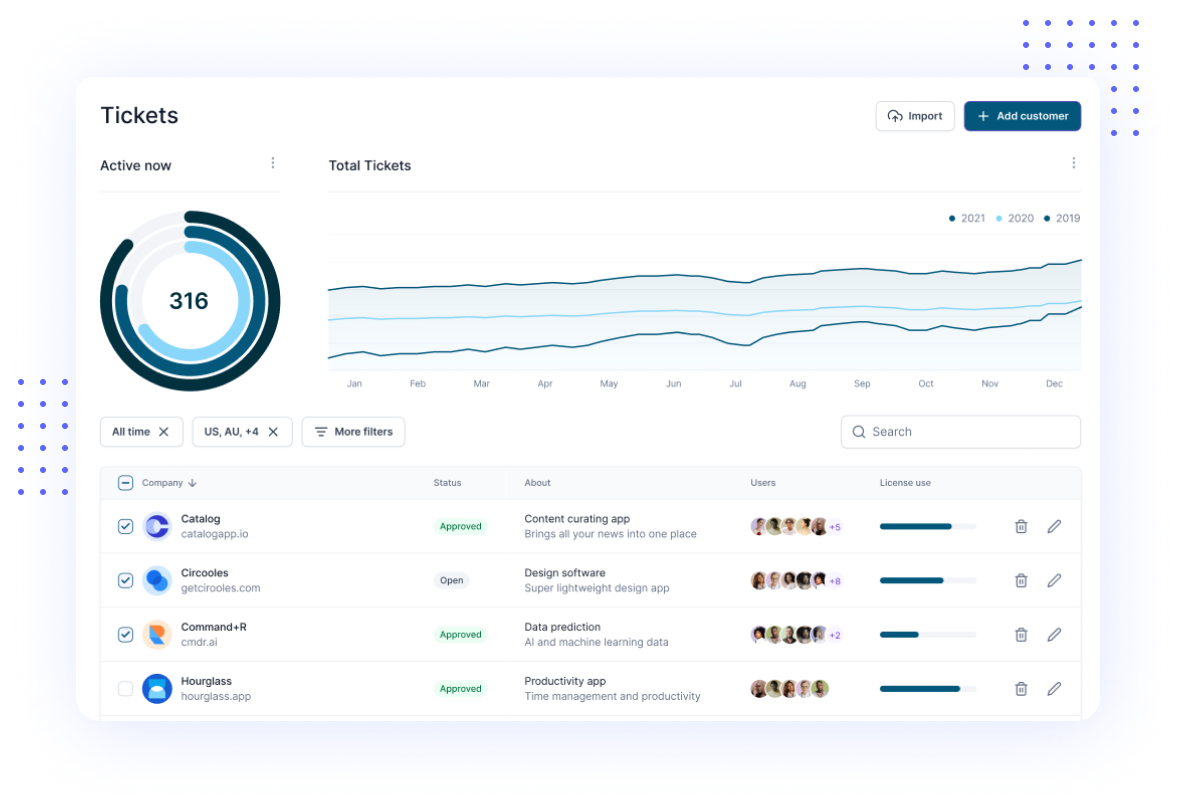 Tickets
Import
Add customer
Active now
Total Tickets
2021 2020 2019
316
Jan Feb Mar Apr May Jun Jul Aug Sep Oct Nov Dec
All time
US, AU, +4
More filters
Search
Company Status About Users License use
Catalog
catalogapp.io
Approved
Content curating app
Brings all your news into one place
+5
Circooles
getcirooles.com
Open
Design software
Super lightweight design app
+8
Command+R
cmdr.ai
Approved
Data prediction
AI and machine learning data
+2
Hourglass
hourglass.app
Approved
Productivity app
Time management and productivity